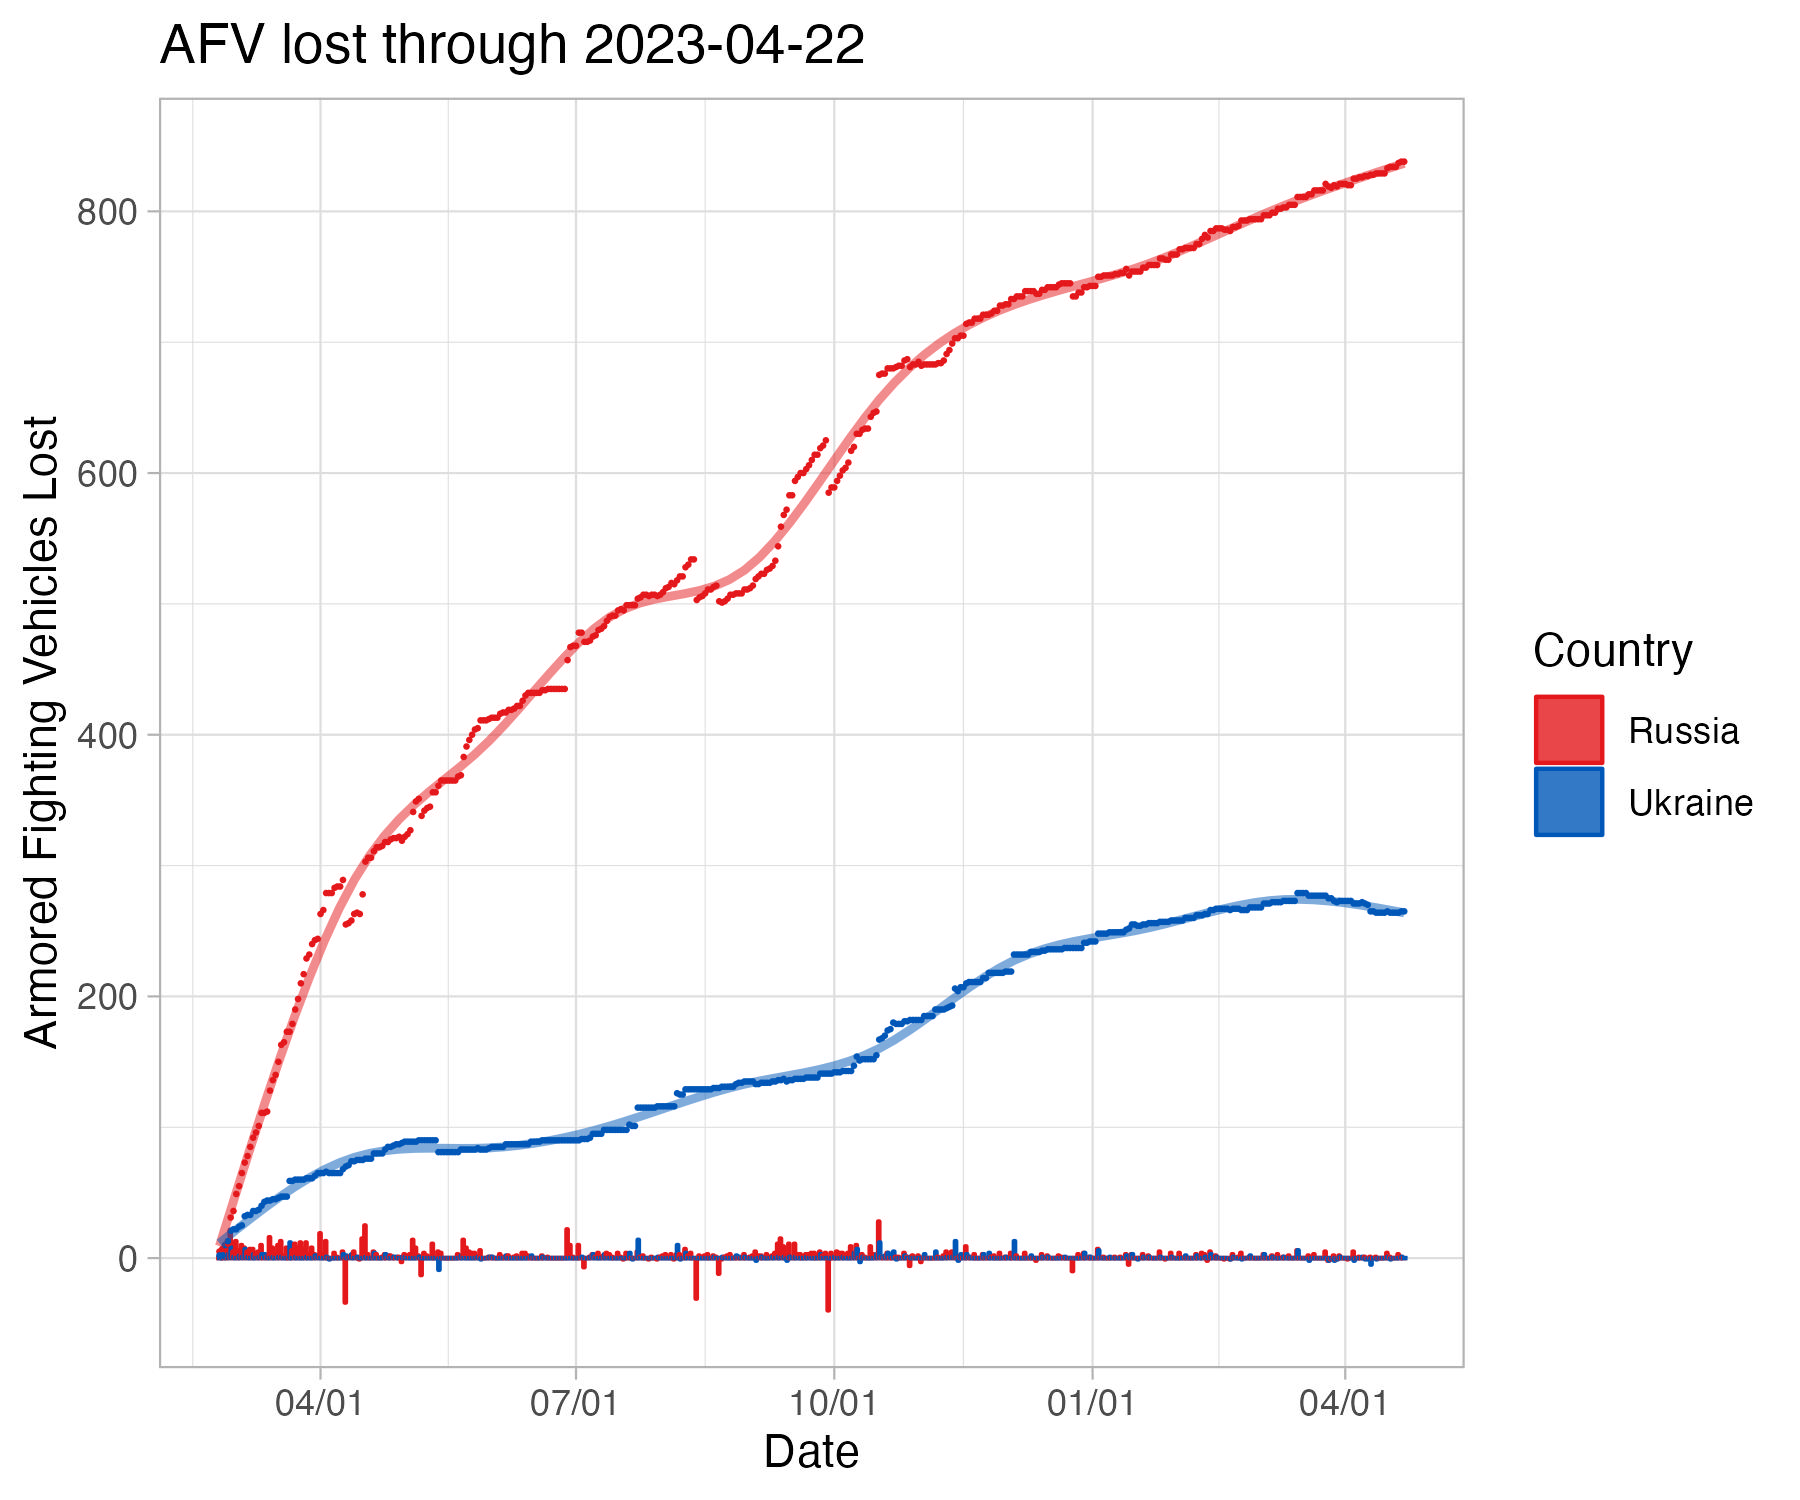 AFV lost through 2023-04-22
Armored Fighting Vehicles Lost
800
600
400
200
0
04/01
07/01
10/01
01/01
04/01
Date
Country
Russia
Ukraine